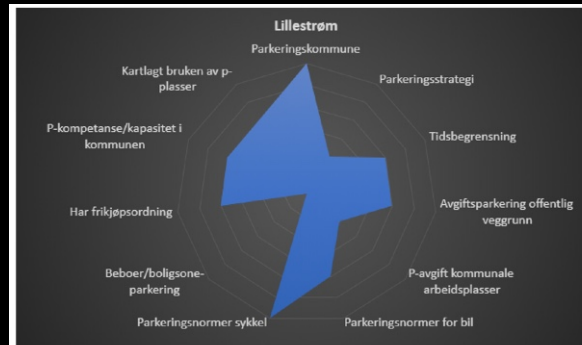 Lillestrøm
Parkeringskommune
Parkeringsstrategi
Tidsbegrensning
Avgiftsparkering offentlig
veggrunn
P-avgift kommunale
arbeidsplasser
Parkeringsnormer for bil
Parkeringsnormer sykkel
Beboer/boligsone-
parkering
Har frikjøpsordning
P-kompetanse/kapasitet i
kommunen
Kartlagt bruken av p-
plasser